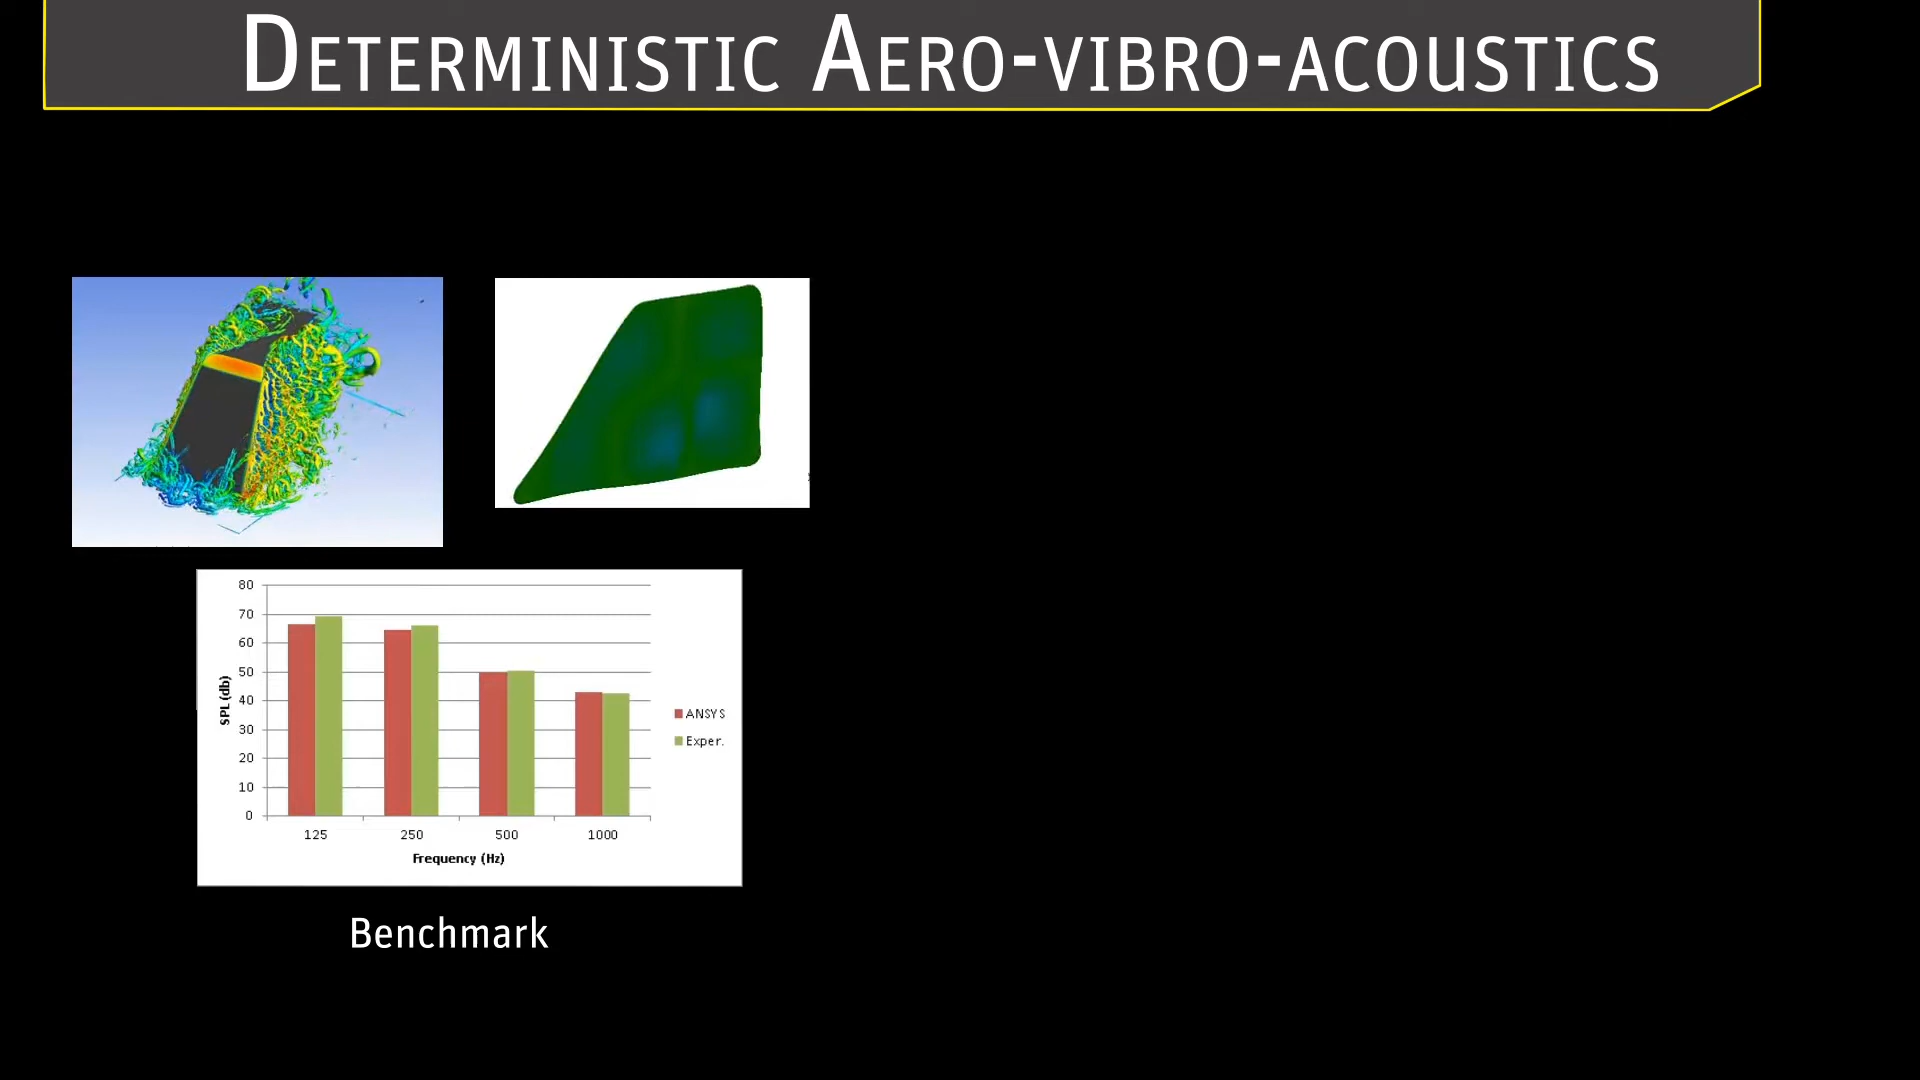 DETERMINISTIC AERO-VIBRO-ACOUSTICS
80
70
60
50
40
30
20
10
0
SPL (db)
125 250 500 1000
Frequency (Hz)
ANSYS
Exper.
Benchmark